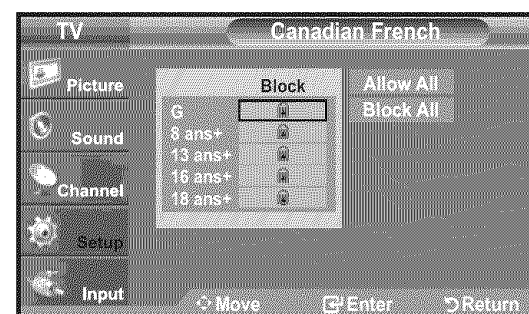 TV
Canadian French
Picture
Sound
Channel
Setup
Input
Block
G
8 ans+
13 ans+
16 ans+
18 ans+
Allow All
Block All
Move
Enter
Return